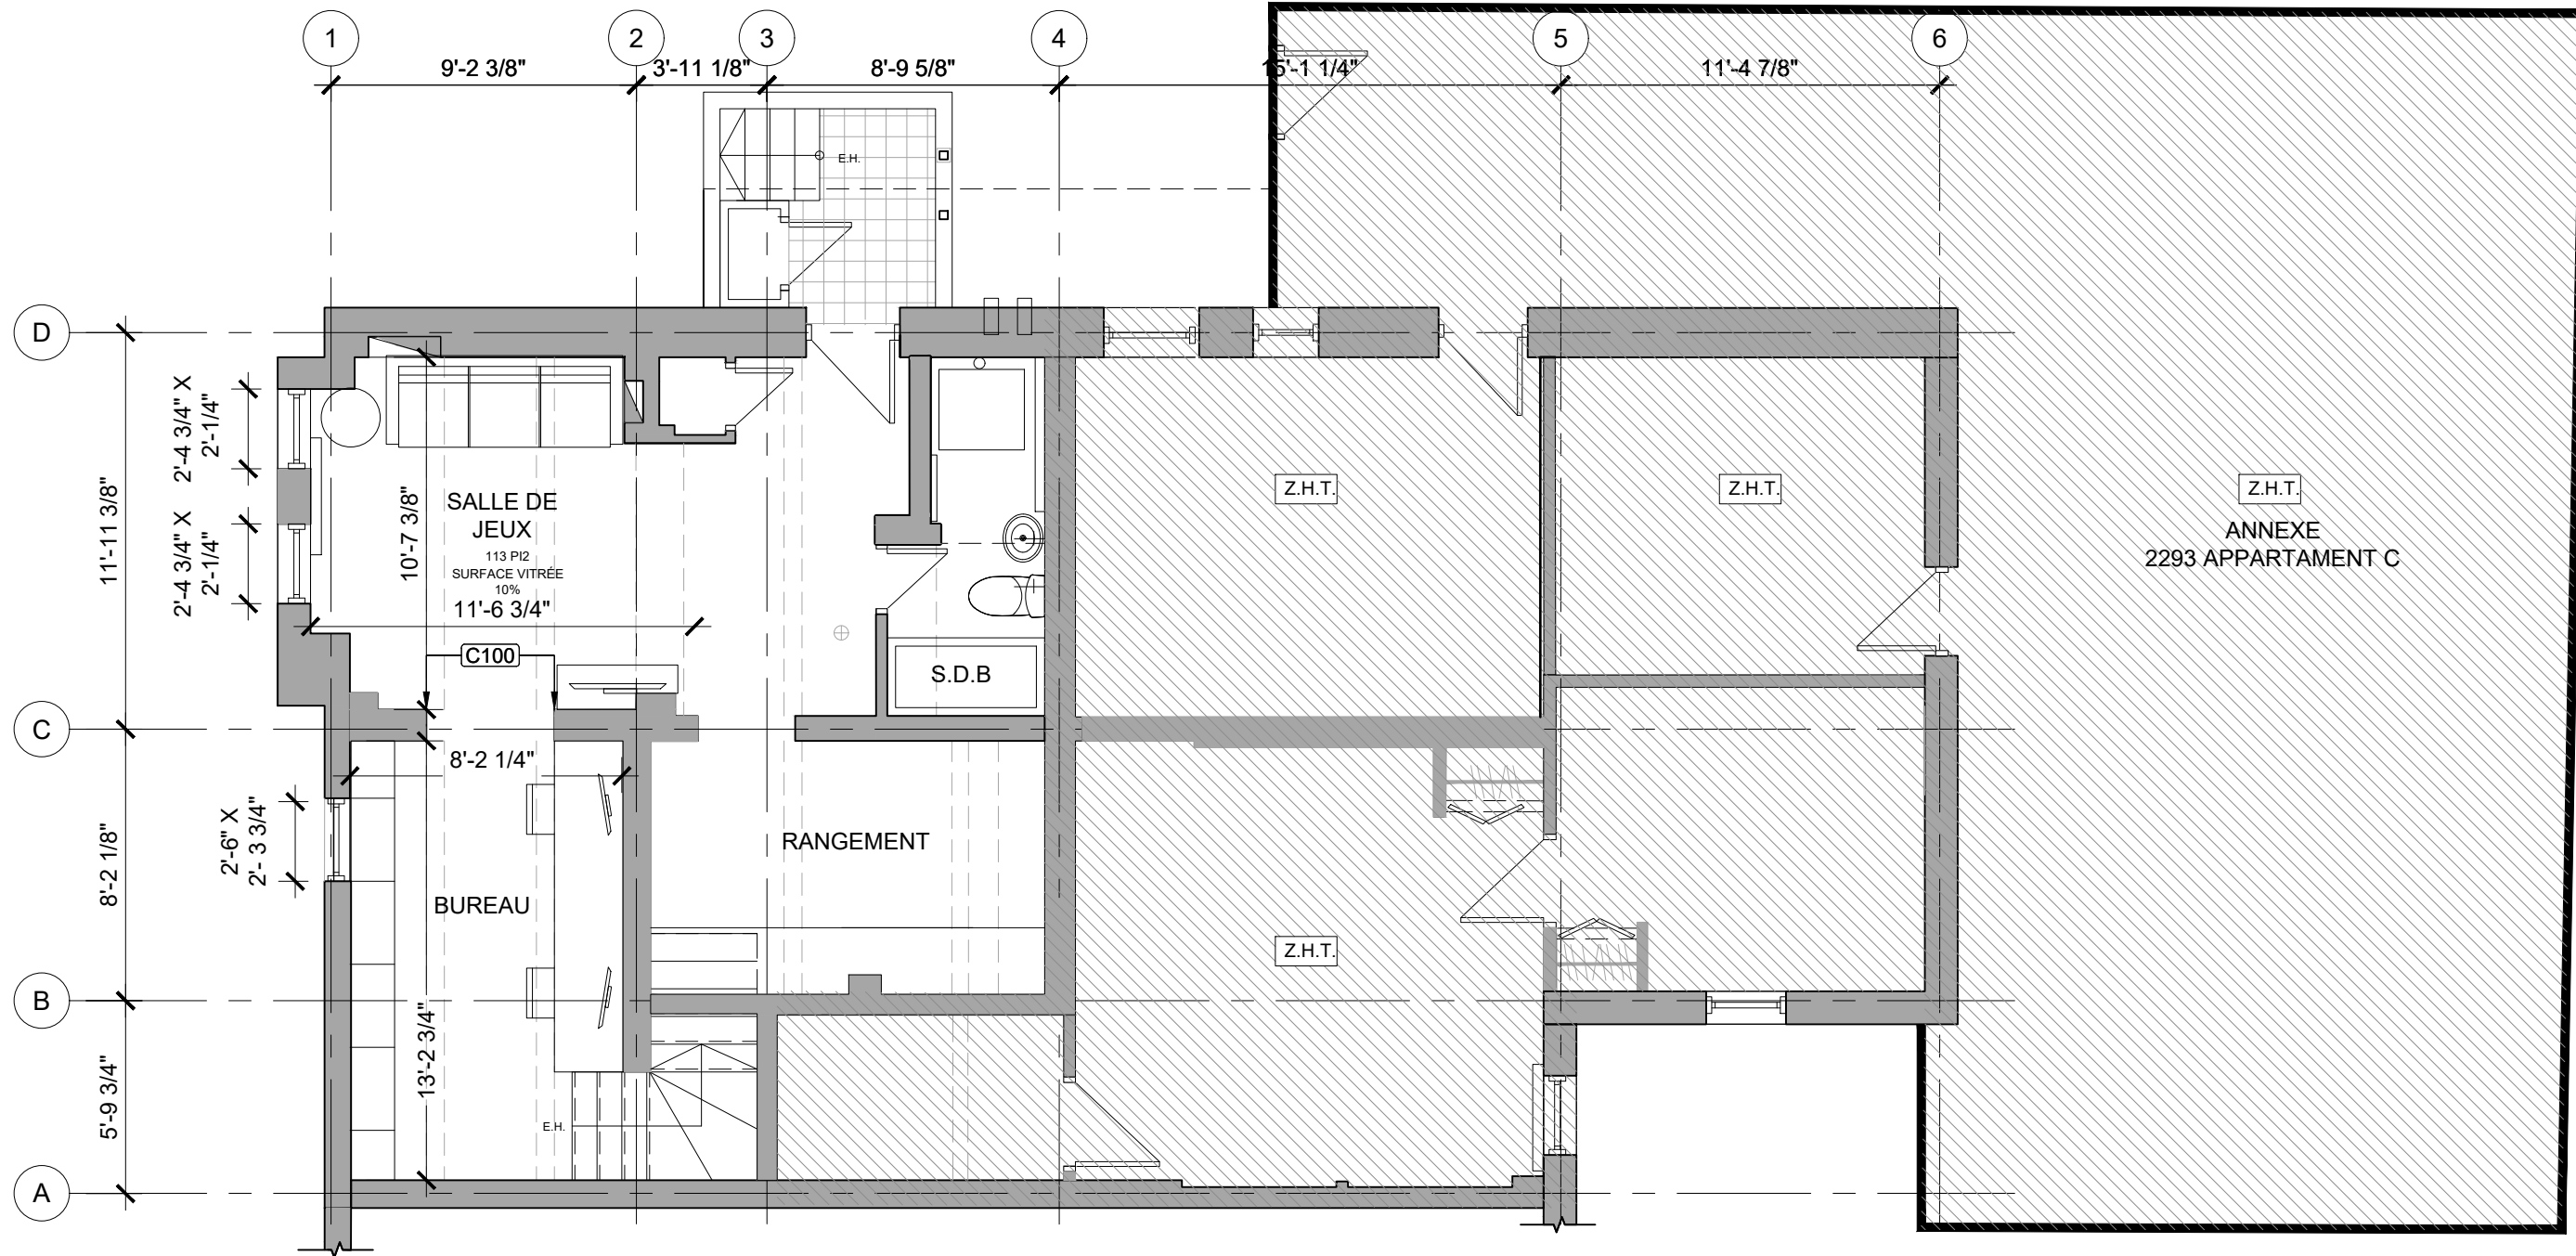 1
2
3
4
5
6
9'-2 3/8"
3'-11 1/8"
8'-9 5/8"
15'-1 1/4"
11'-4 7/8"
E.H.
D
2'-4 3/4" X
2'-1/4"
2'-4 3/4" X
2'-1/4"
11'-11 3/8"
10'-7 3/8"
SALLE DE
JEUX
113 PI2
SURFACE VITRÉE
10%
11'-6 3/4"
C100
S.D.B
Z.H.T.
Z.H.T.
Z.H.T.
ANNEXE
2293 APPARTAMENT C
C
8'-2 1/4"
2'-6" X
2'- 3 3/4"
8'-2 1/8"
RANGEMENT
BUREAU
Z.H.T.
B
13'-2 3/4"
5'-9 3/4"
E.H.
A